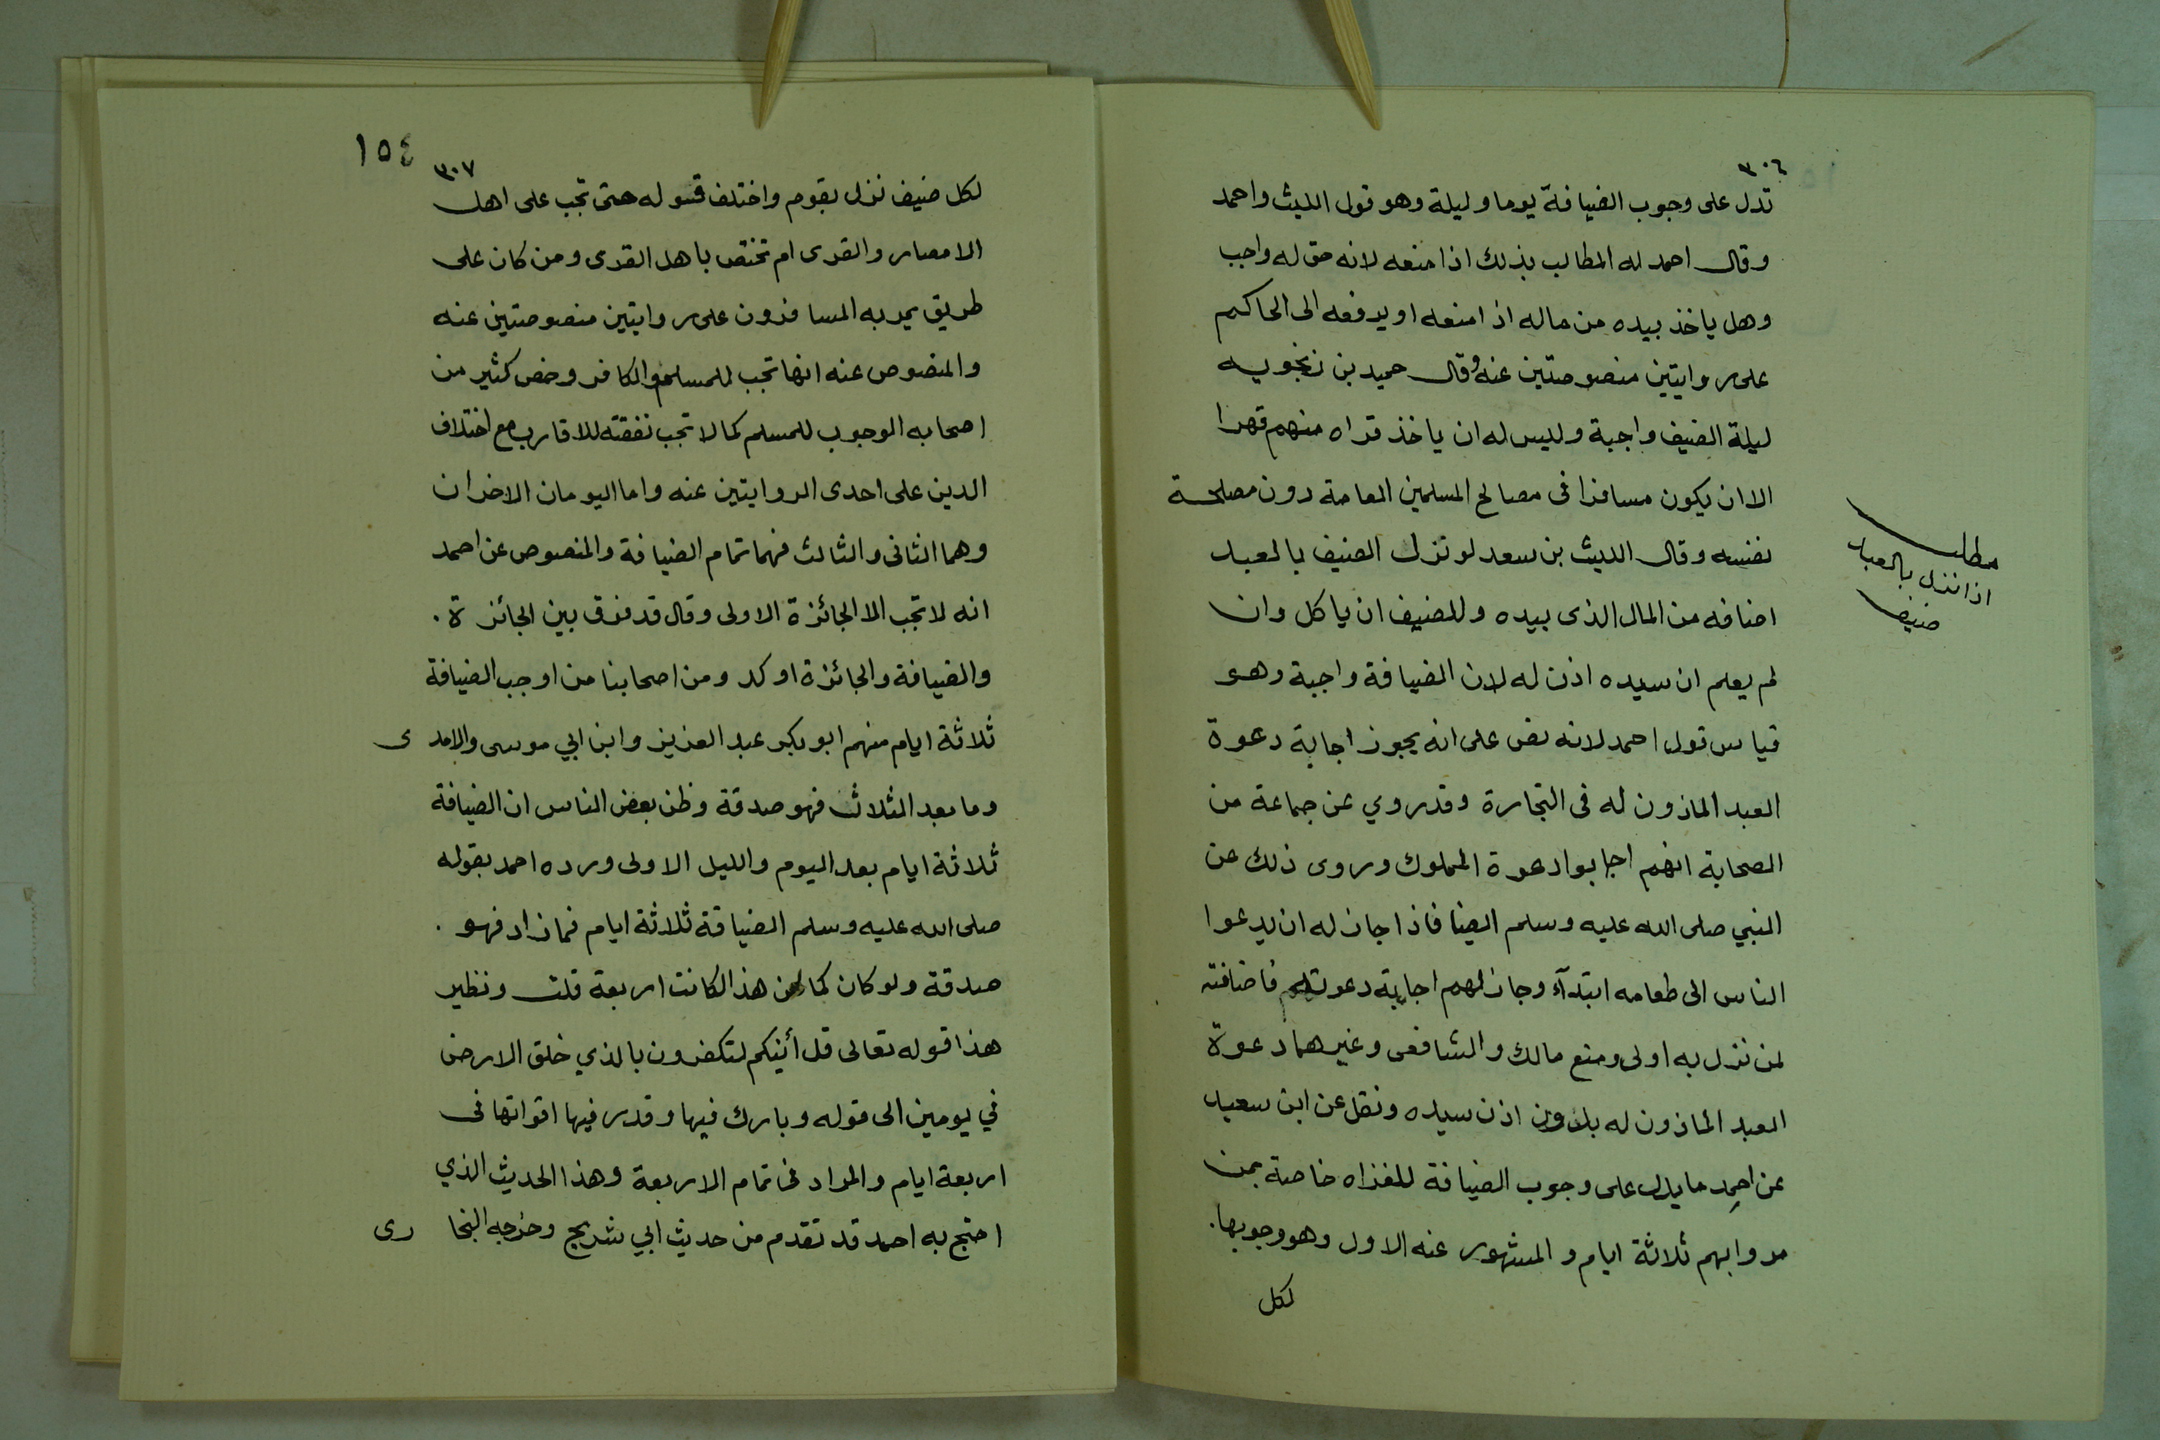 ٣٠٦
تدل على وجوب الضيافة يوما وليلة وهو قول الليث واحمد
وقال احمد له المطالب بذلك اذا منعه لانه حق له واجب
وهل ياخذ بيده من ماله اذا منعه او يرفعه الى الحاكم
على روايتين منصوصتين عنه وقال حميد بن زنجويه
ليلة الضيف واجبة وليس له ان ياخذ قراه منهم قهرا
الا ان يكون مسافرا فى مصالح المسلمين العامة دون مصلحة
نفسه وقال الليث بن سعد لو نزل الضيف بالعبد
اضافه من المال الذى بيده وللضيف ان ياكل وان
لم يعلم ان سيده اذن له لان الضيافة واجبة وهو
قياس قول احمد لانه نص على انه يجوز اجابة دعوة
العبد الماذون له فى التجارة وقد روي عن جماعة من
الصحابة انهم اجابوا دعوة المملوك وروى ذلك عن
النبي صلى الله عليه وسلم ايضا فاذا جاز له ان يدعوا
الناس الى طعامه ابتدآء وجاز لهم اجابة دعوتهم فاضافته
لمن نزل به اولى ومنع مالك والشافعى وغيرهما دعوة
العبد الماذون له بدون اذن سيده ونقل عن ابن سعيد
عن احمد ما يدل على وجوب الضيافة للغزاه خاصة بمن
مروا بهم ثلاثة ايام والمشهور عنه الاول وهو وجوبها.
لكل
مطلب
اذا نزل بالعبد
ضيف
١٥٤
٣٠٧
لكل ضيف نزل بقوم واختلف قوله حتى تجب على اهل
الامصار والقرى ام تختص باهل القرى ومن كان على
طريق يمر به المسافرون على روايتين منصوصتين عنه
والمنصوص عنه انها تجب للمسلم والكافر وخص كثير من
اصحابه الوجوب للمسلم كما لا تجب نفقته للاقارب مع اختلاف
الدين على احدى الروايتين عنه واما اليومان الاخران
وهما الثانى والثالث فهما تمام الضيافة والمنصوص عن احمد
انه لا تجب الا الجائزة الاولى وقال قد فرق بين الجائزة.
والضيافة والجائزة اوكد ومن اصحابنا من اوجب الضيافة
ثلاثة ايام منهم ابو بكر عبد العزيز وابن ابي موسى والامدى
وما بعد الثلاث فهو صدقة وظن بعض الناس ان الضيافة
ثلاثة ايام بعد اليوم والليل الاولى ورده احمد بقوله
صلى الله عليه وسلم الضيافة ثلاثة ايام فما زاد فهو.
صدقة ولو كان كما ظن هذا لكانت اربعة قلت ونظير
هذا قوله تعالى قل أئنكم لتكفرون بالذي خلق الارض
في يومين الى قوله وبارك فيها وقدر فيها اقواتها فى
اربعة ايام والمراد فى تمام الاربعة وهذا الحديث الذي
احتج به احمد قد تقدم من حديث ابي شريح وخرجه البخارى